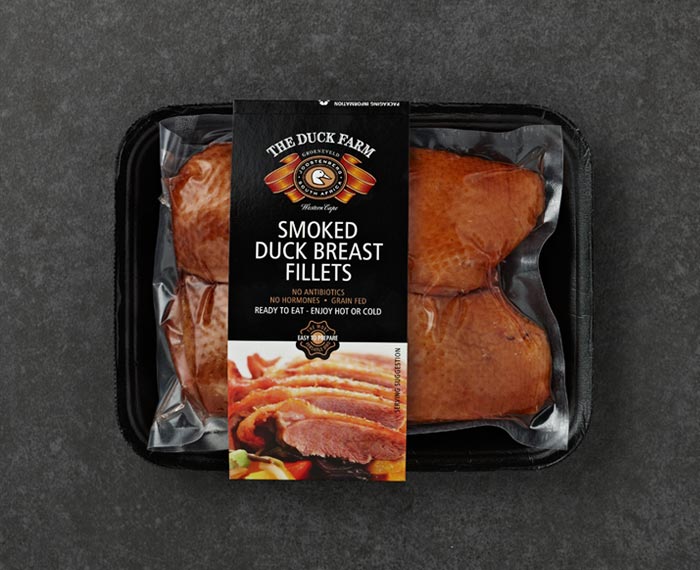 PACKAGING INFORMATION
THE DUCK FARM
GROENEVELD
JOOSTENBERG
SOUTH AFRICA
Western Cape
SMOKED
DUCK BREAST
FILLETS
NO ANTIBIOTICS
NO HORMONES • GRAIN FED
READY TO EAT - ENJOY HOT OR COLD
EASY TO PREPARE
SERVING SUGGESTION